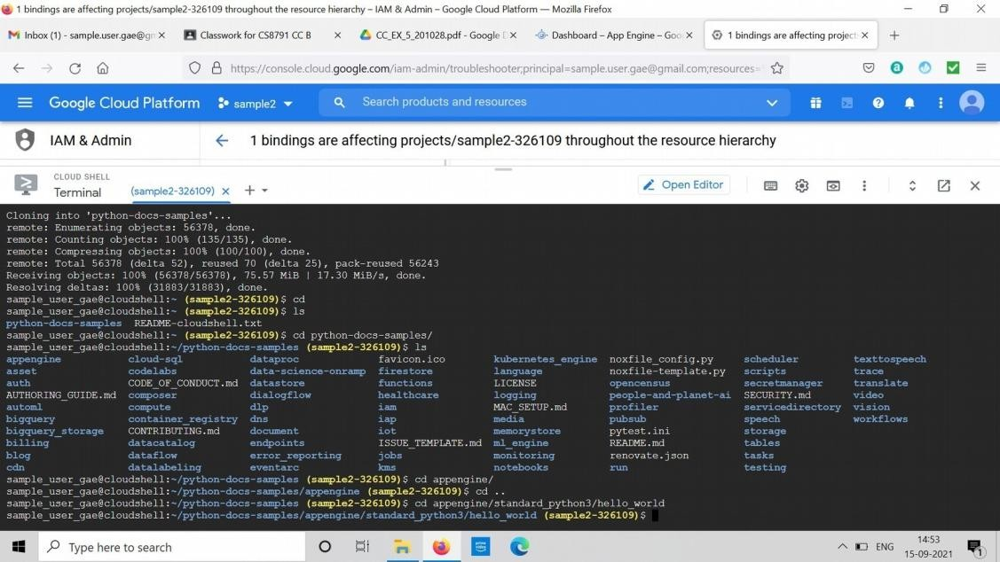 1 bindings are affecting projects/sample2-326109 throughout the resource hierarchy – IAM & Admin – Google Cloud Platform — Mozilla Firefox
Inbox (1) - sample.user.gae@gm
Classwork for CS8791 CC B
CC_EX_5_201028.pdf - Google D
Dashboard – App Engine – Goo
1 bindings are affecting project
https://console.cloud.google.com/iam-admin/troubleshooter;principal=sample.user.gae@gmail.com;resources=
Google Cloud Platform
sample2
Search products and resources
IAM & Admin
1 bindings are affecting projects/sample2-326109 throughout the resource hierarchy
CLOUD SHELL
Terminal
(sample2-326109)
Open Editor
Cloning into 'python-docs-samples'...
remote: Enumerating objects: 56378, done.
remote: Counting objects: 100% (135/135), done.
remote: Compressing objects: 100% (100/100), done.
remote: Total 56378 (delta 52), reused 70 (delta 25), pack-reused 56243
Receiving objects: 100% (56378/56378), 75.57 MiB | 17.30 MiB/s, done.
Resolving deltas: 100% (31883/31883), done.
sample_user_gae@cloudshell:~ (sample2-326109)$ cd
sample_user_gae@cloudshell:~ (sample2-326109)$ ls
python-docs-samples README-cloudshell.txt
sample_user_gae@cloudshell:~ (sample2-326109)$ cd python-docs-samples/
sample_user_gae@cloudshell:~/python-docs-samples (sample2-326109)$ ls
appengine cloud-sql dataproc favicon.ico kubernetes_engine noxfile_config.py scheduler texttospeech
asset codelabs data-science-onramp firestore language noxfile-template.py scripts trace
auth CODE_OF_CONDUCT.md datastore functions LICENSE opencensus secretmanager translate
AUTHORING_GUIDE.md composer dialogflow healthcare logging people-and-planet-ai SECURITY.md video
automl compute dlp iam MAC_SETUP.md profiler servicedirectory vision
bigquery container_registry dns iap media pubsub speech workflows
bigquery_storage CONTRIBUTING.md document iot memorystore pytest.ini storage
billing datacatalog endpoints ISSUE_TEMPLATE.md ml_engine README.md tables
blog dataflow error_reporting jobs monitoring renovate.json tasks
cdn datalabeling eventarc kms notebooks run testing
sample_user_gae@cloudshell:~/python-docs-samples (sample2-326109)$ cd appengine/
sample_user_gae@cloudshell:~/python-docs-samples/appengine (sample2-326109)$ cd ..
sample_user_gae@cloudshell:~/python-docs-samples (sample2-326109)$ cd appengine/standard_python3/hello_world
sample_user_gae@cloudshell:~/python-docs-samples/appengine/standard_python3/hello_world (sample2-326109)$
Type here to search
ENG
14:53
15-09-2021
1